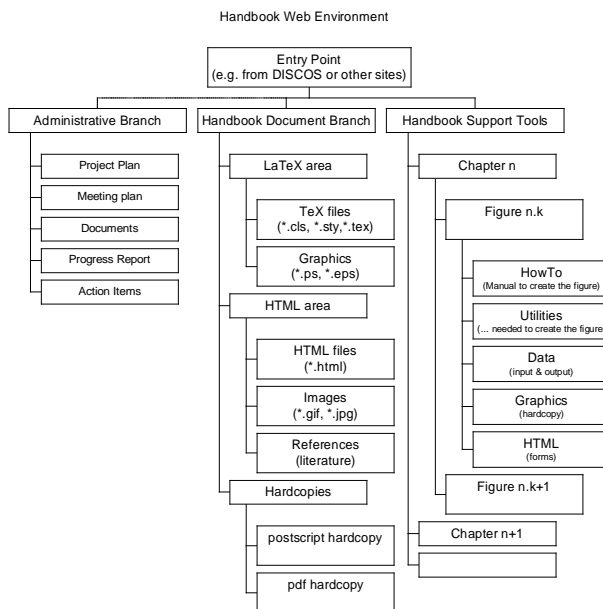 Handbook Web Environment
Entry Point
(e.g. from DISCOS or other sites)
Administrative Branch
Project Plan
Meeting plan
Documents
Progress Report
Action Items
Handbook Document Branch
LaTeX area
TeX files
(*.cls, *.sty,*.tex)
Graphics
(*.ps, *.eps)
HTML area
HTML files
(*.html)
Images
(*.gif, *.jpg)
References
(literature)
Hardcopies
postscript hardcopy
pdf hardcopy
Handbook Support Tools
Chapter n
Figure n.k
HowTo
(Manual to create the figure)
Utilities
(... needed to create the figure
Data
(input & output)
Graphics
(hardcopy)
HTML
(forms)
Figure n.k+1
Chapter n+1